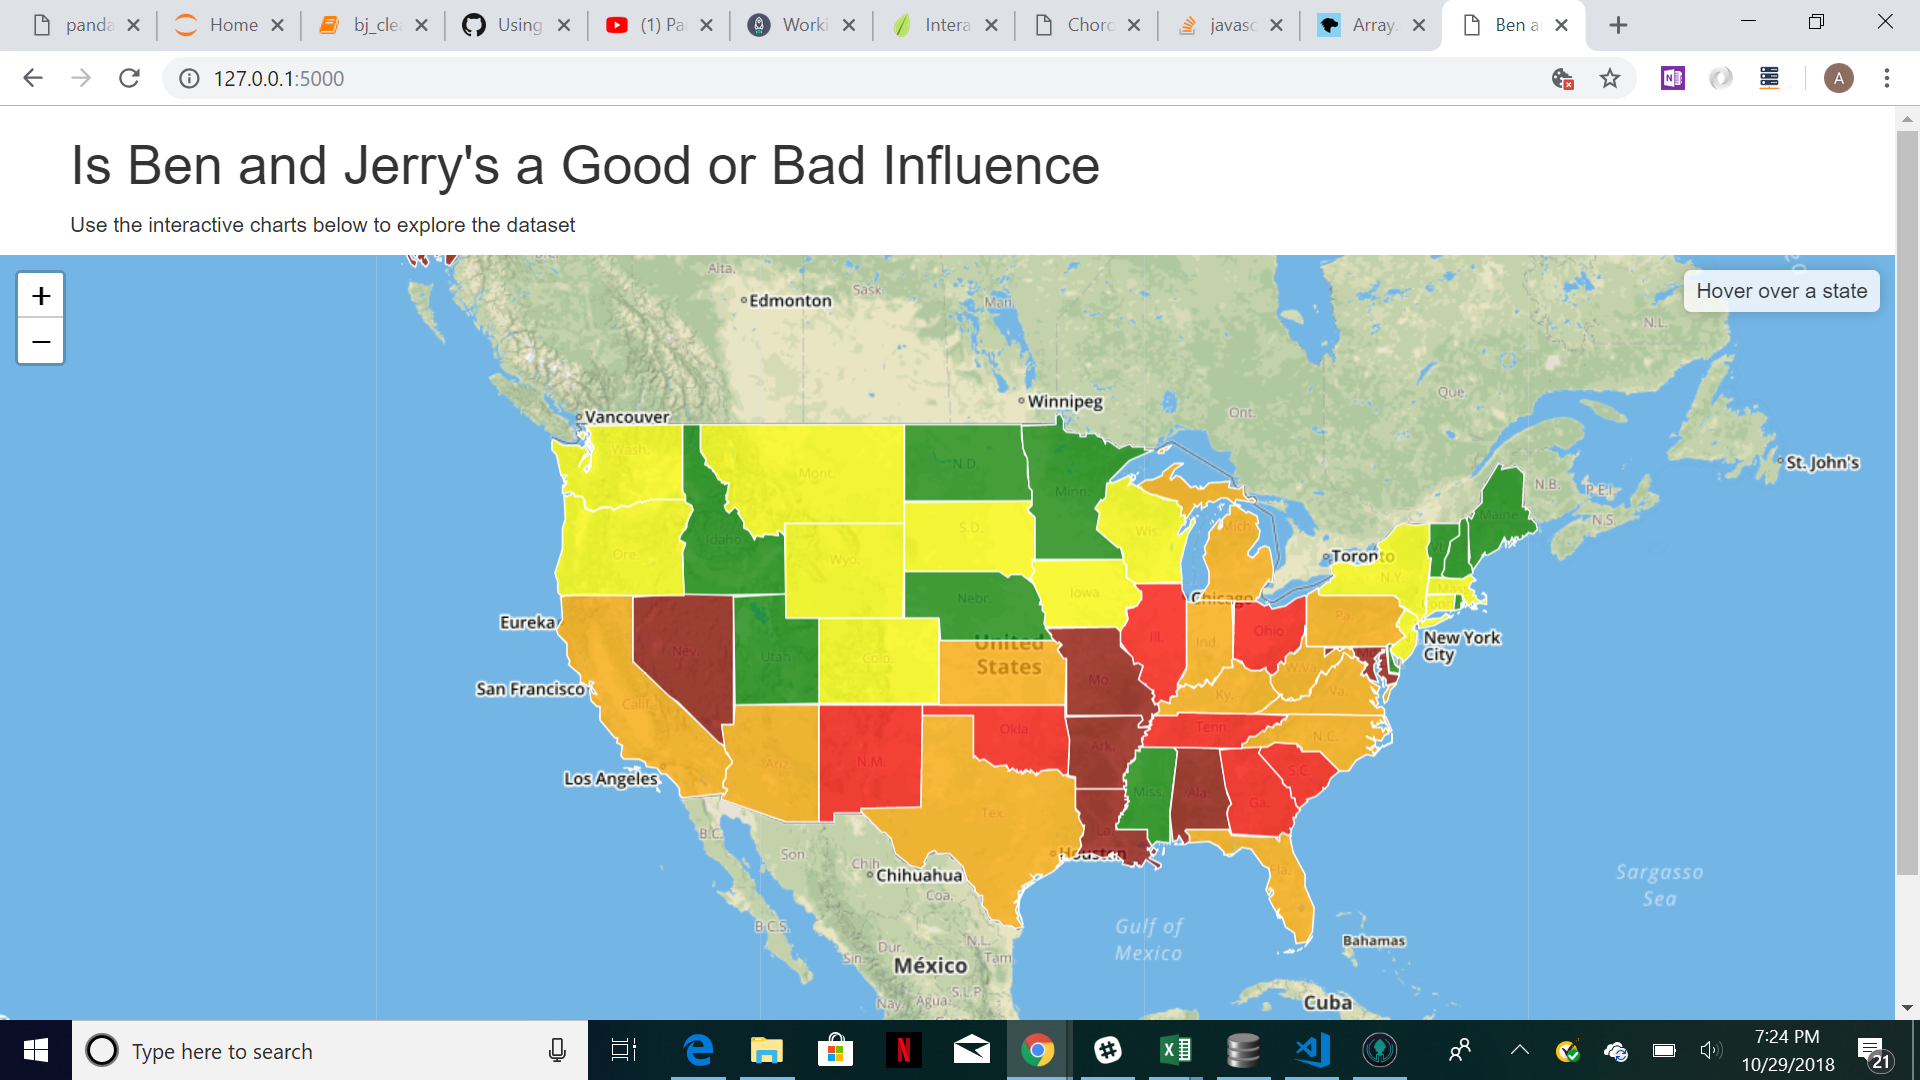 panda
Home
bj_cle
Using
(1) Pa
Worki
Intera
Chord
javasc
Array.
Ben a
127.0.0.1:5000
A
Is Ben and Jerry's a Good or Bad Influence
Use the interactive charts below to explore the dataset
+
−
Hover over a state
Alta.
Sask.
Man.
Edmonton
N.L.
Que.
Winnipeg
Ont.
Vancouver
Wash.
Mont.
N.D.
Minn.
St. John's
N.B.
P.E.I.
Maine
N.S.
Ore.
Idaho
Wyo.
S.D.
Wis.
Mich.
Toronto
N.Y.
Nebr.
Iowa
Chicago
Eureka
Nev.
Utah
Colo.
United
States
Ill.
Ind.
Ohio
Pa.
New York
City
San Francisco
Calif.
Mo.
Ky.
W.Va.
Va.
Ariz.
N.M.
Okla.
Ark.
Tenn.
N.C.
Los Angeles
Tex.
Miss.
Ala.
Ga.
S.C.
B.C.
Son.
Chih.
Chihuahua
Coa.
Houston
La.
Fla.
Sargasso
Sea
B.C.S.
Gulf of
Mexico
Dur.
Sin.
N.L.
Tam.
México
Bahamas
Nay.
Agua.
S.L.P.
Cuba
Type here to search
7:24 PM
10/29/2018
21